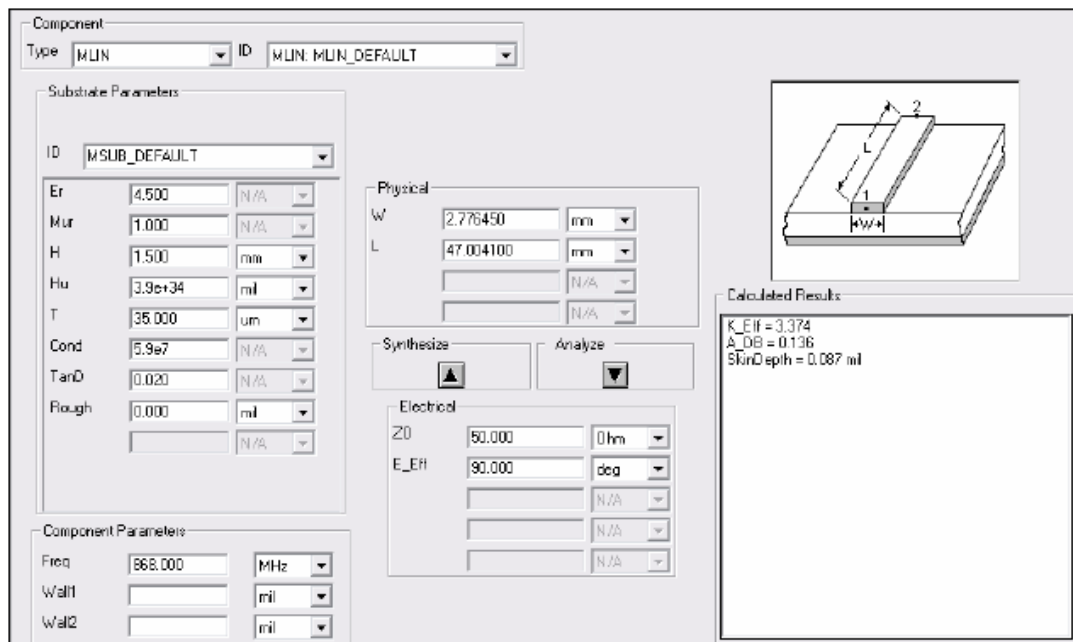 Component
Type MLIN ID MLIN: MLIN_DEFAULT
Substrate Parameters
ID MSUB_DEFAULT
Er 4.500 N/A
Mur 1.000 N/A
H 1.500 mm
Hu 3.9e+34 mil
T 35.000 um
Cond 5.9e7 N/A
TanD 0.020 N/A
Rough 0.000 mil
N/A
Component Parameters
Freq 868.000 MHz
Wall1 mil
Wall2 mil
Physical
W 2.776450 mm
L 47.004100 mm
N/A
N/A
Synthesize Analyze
Electrical
Z0 50.000 Ohm
E_Eff 90.000 deg
N/A
N/A
N/A
2
L
1
W
Calculated Results
K_Eff = 3.374
A_DB = 0.136
SkinDepth = 0.087 mil